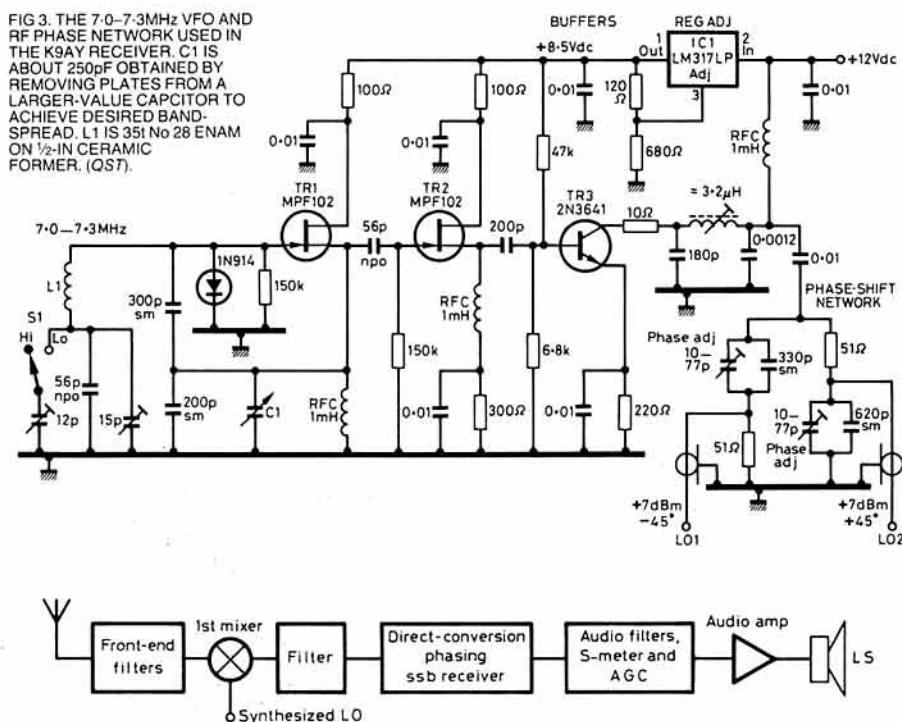 FIG 3. THE 7·0–7·3MHz VFO AND
RF PHASE NETWORK USED IN
THE K9AY RECEIVER. C1 IS
ABOUT 250pF OBTAINED BY
REMOVING PLATES FROM A
LARGER-VALUE CAPCITOR TO
ACHIEVE DESIRED BAND-
SPREAD. L1 IS 35t No 28 ENAM
ON ½-IN CERAMIC
FORMER. (QST).
BUFFERS
REG ADJ
+8·5Vdc
1
Out
IC1
LM317LP
Adj
2
In
3
+12Vdc
100Ω
100Ω
0·01
120
Ω
0·01
0·01
0·01
47k
680Ω
RFC
1mH
TR1
MPF102
TR2
MPF102
TR3
2N3641
10Ω
≈ 3·2µH
7·0—7·3MHz
56p
npo
200p
180p
0·0012
0·01
L1
1N914
150k
300p
sm
RFC
1mH
PHASE-SHIFT
NETWORK
S1
Hi
Lo
Phase adj
10—
77p
330p
sm
51Ω
56p
npo
12p
15p
200p
sm
C1
RFC
1mH
150k
0·01
300Ω
6·8k
0·01
220Ω
51Ω
10—
77p
620p
sm
Phase
adj
+7dBm
−45°
LO1
+7dBm
+45°
LO2
Front-end
filters
1st mixer
Filter
Direct-conversion
phasing
ssb receiver
Audio filters,
S-meter and
AGC
Audio amp
LS
Synthesized LO